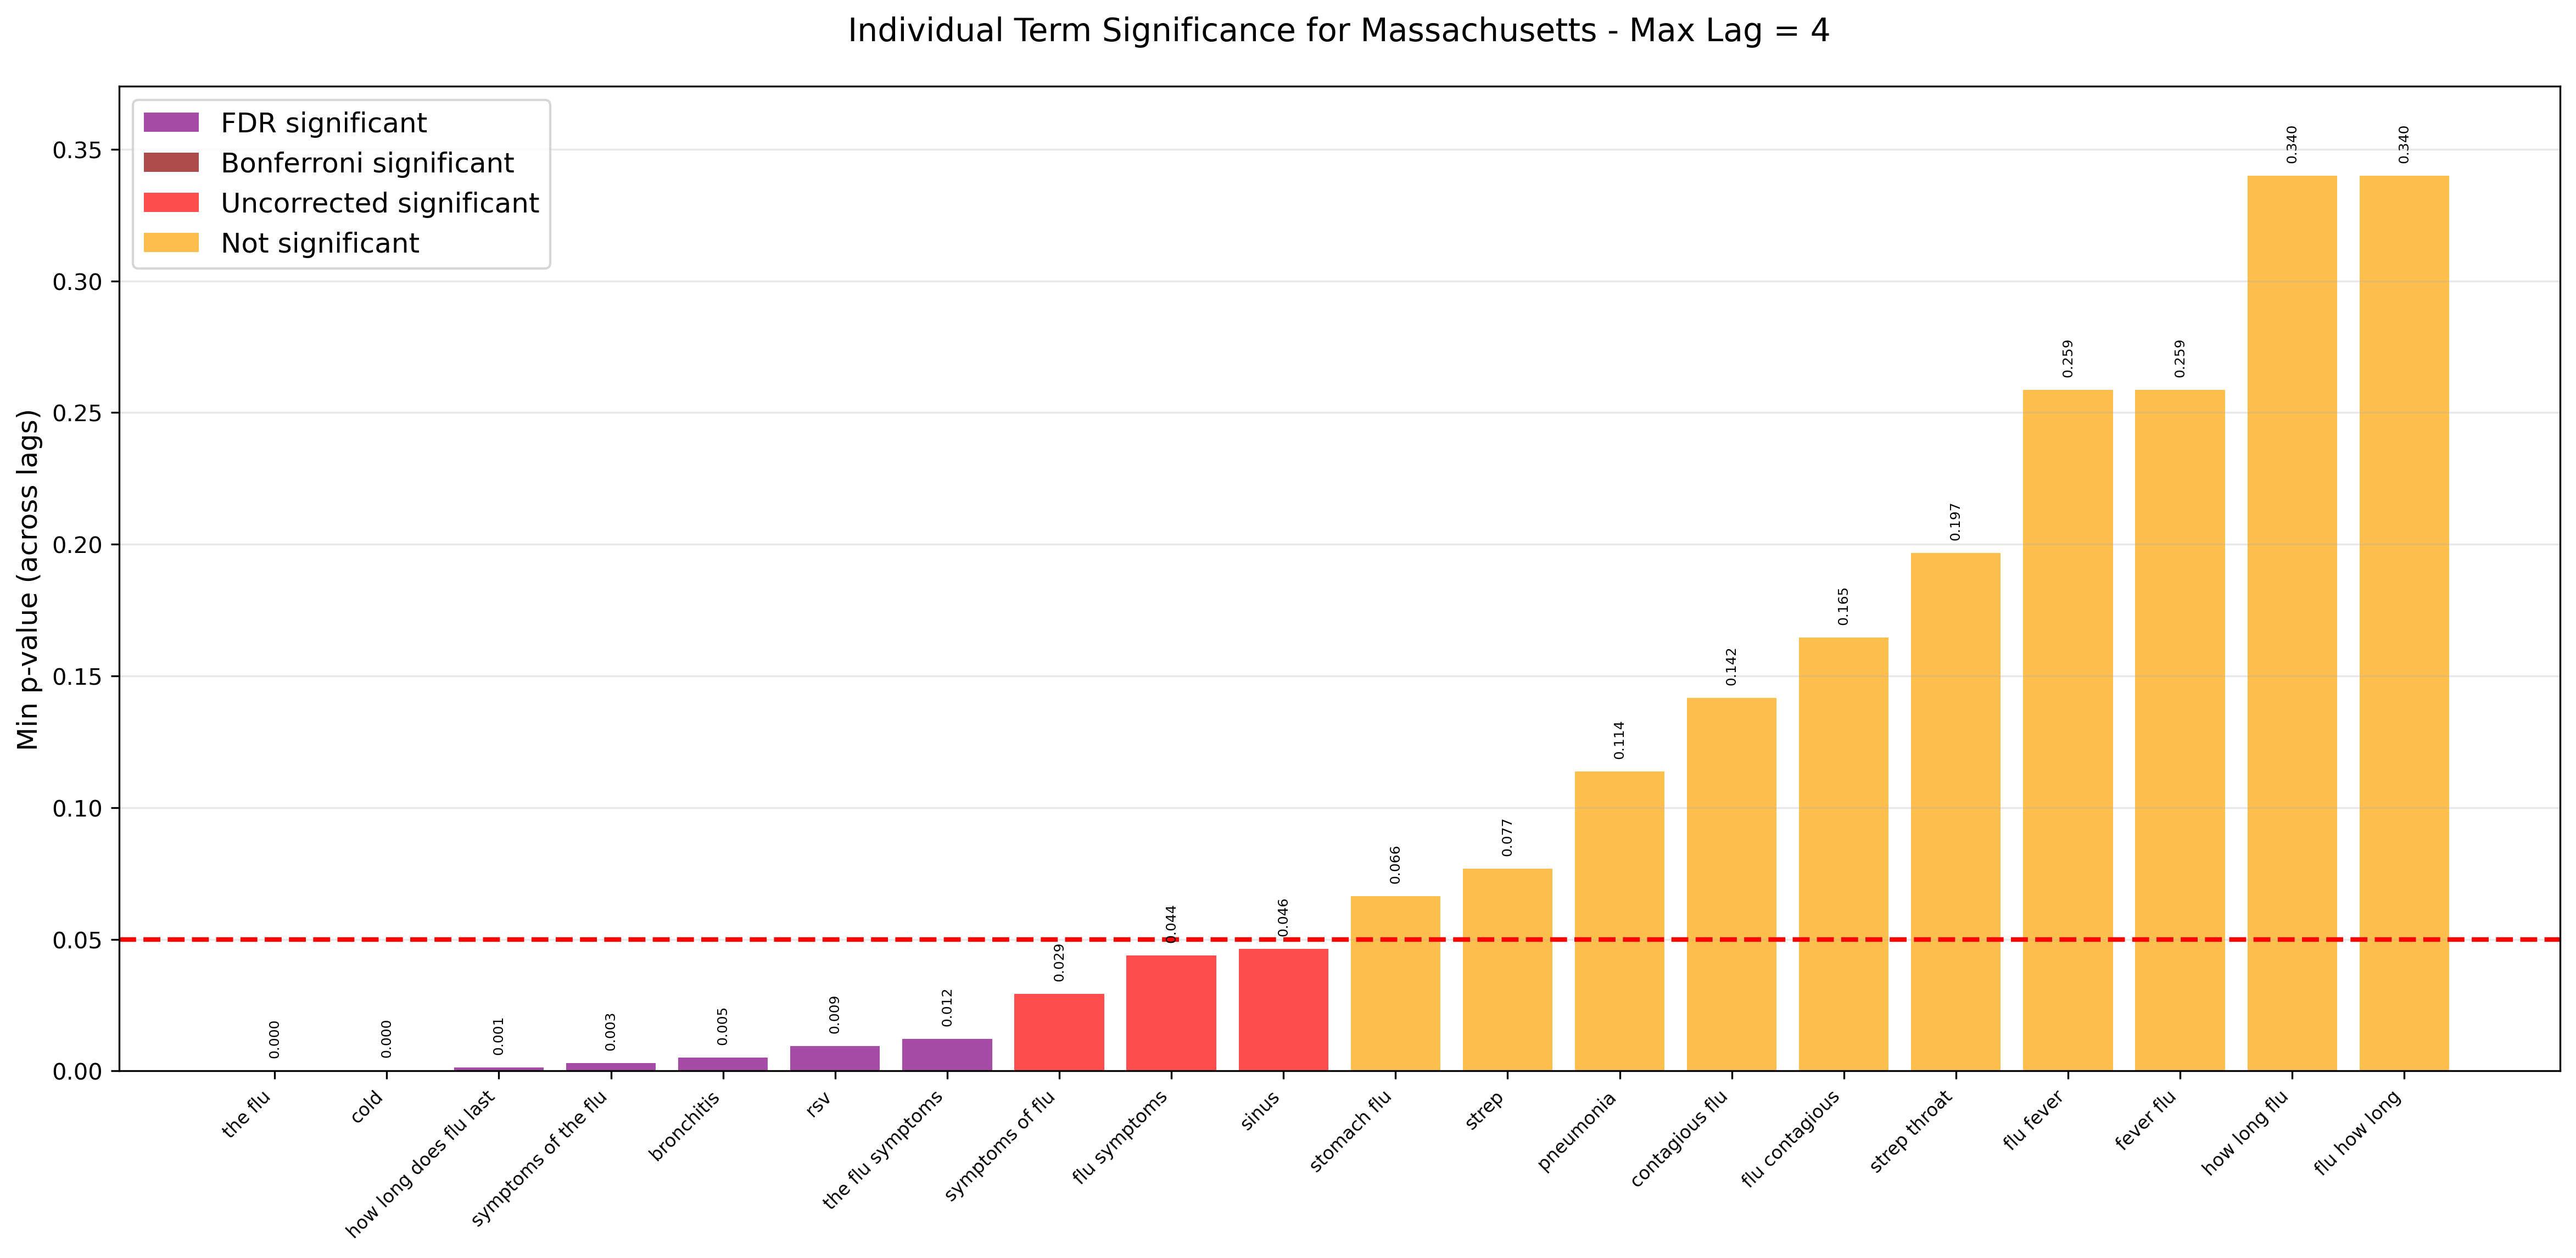 Individual Term Significance for Massachusetts - Max Lag = 4
FDR significant
Bonferroni significant
Uncorrected significant
Not significant
Min p-value (across lags)
0.35
0.30
0.25
0.20
0.15
0.10
0.05
0.00
0.000
0.000
0.001
0.003
0.005
0.009
0.012
0.029
0.044
0.046
0.066
0.077
0.114
0.142
0.165
0.197
0.259
0.259
0.340
0.340
the flu
cold
how long does flu last
symptoms of the flu
bronchitis
rsv
the flu symptoms
symptoms of flu
flu symptoms
sinus
stomach flu
strep
pneumonia
contagious flu
flu contagious
strep throat
flu fever
fever flu
how long flu
flu how long